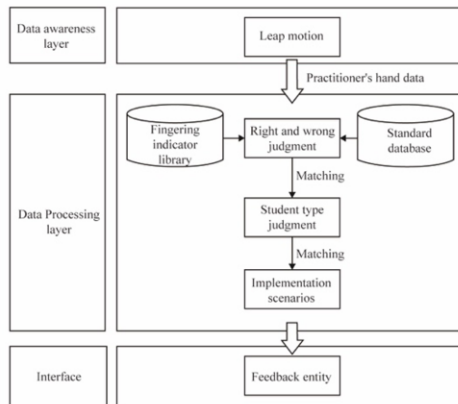 Data awareness
layer
Leap motion
Practitioner's hand data
Data Processing
layer
Fingering
indicator
library
Right and wrong
judgment
Standard
database
Matching
Student type
judgment
Matching
Implementation
scenarios
Interface
Feedback entity